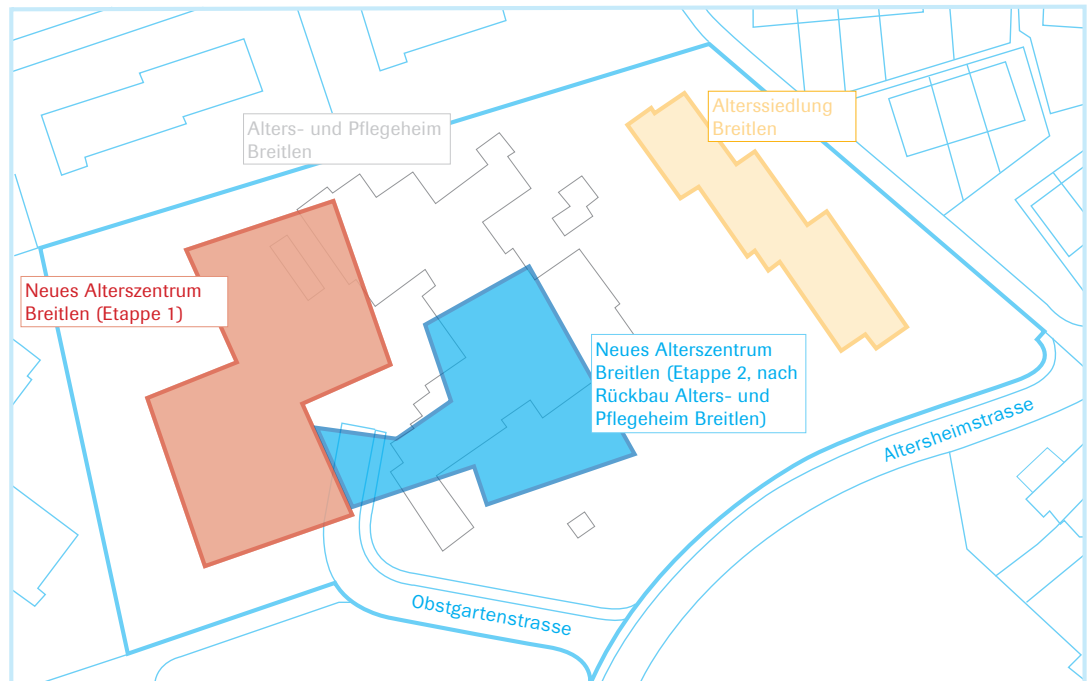 Alters- und Pflegeheim
Breitlen
Alterssiedlung
Breitlen
Neues Alterszentrum
Breitlen (Etappe 1)
Neues Alterszentrum
Breitlen (Etappe 2, nach
Rückbau Alters- und
Pflegeheim Breitlen)
Altersheimstrasse
Obstgartenstrasse